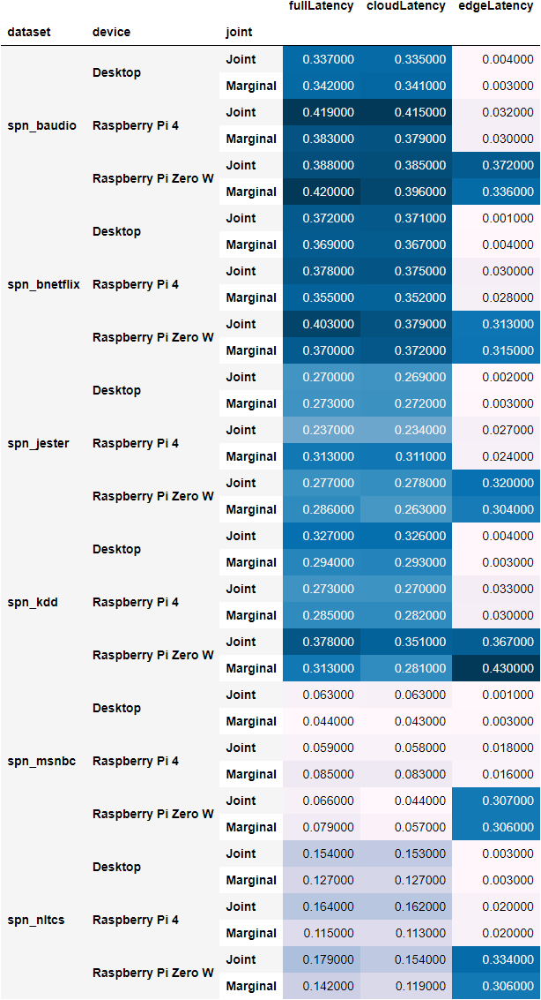 fullLatency cloudLatency edgeLatency
dataset device joint
Joint 0.337000 0.335000 0.004000
Desktop
Marginal 0.342000 0.341000 0.003000
Joint 0.419000 0.415000 0.032000
spn_baudio Raspberry Pi 4
Marginal 0.383000 0.379000 0.030000
Joint 0.388000 0.385000 0.372000
Raspberry Pi Zero W
Marginal 0.420000 0.396000 0.336000
Joint 0.372000 0.371000 0.001000
Desktop
Marginal 0.369000 0.367000 0.004000
Joint 0.378000 0.375000 0.030000
spn_bnetflix Raspberry Pi 4
Marginal 0.355000 0.352000 0.028000
Joint 0.403000 0.379000 0.313000
Raspberry Pi Zero W
Marginal 0.370000 0.372000 0.315000
Joint 0.270000 0.269000 0.002000
Desktop
Marginal 0.273000 0.272000 0.003000
Joint 0.237000 0.234000 0.027000
spn_jester Raspberry Pi 4
Marginal 0.313000 0.311000 0.024000
Joint 0.277000 0.278000 0.320000
Raspberry Pi Zero W
Marginal 0.286000 0.263000 0.304000
Joint 0.327000 0.326000 0.004000
Desktop
Marginal 0.294000 0.293000 0.003000
Joint 0.273000 0.270000 0.033000
spn_kdd Raspberry Pi 4
Marginal 0.285000 0.282000 0.030000
Joint 0.378000 0.351000 0.367000
Raspberry Pi Zero W
Marginal 0.313000 0.281000 0.430000
Joint 0.063000 0.063000 0.001000
Desktop
Marginal 0.044000 0.043000 0.003000
Joint 0.059000 0.058000 0.018000
spn_msnbc Raspberry Pi 4
Marginal 0.085000 0.083000 0.016000
Joint 0.066000 0.044000 0.307000
Raspberry Pi Zero W
Marginal 0.079000 0.057000 0.306000
Joint 0.154000 0.153000 0.003000
Desktop
Marginal 0.127000 0.127000 0.003000
Joint 0.164000 0.162000 0.020000
spn_nltcs Raspberry Pi 4
Marginal 0.115000 0.113000 0.020000
Joint 0.179000 0.154000 0.334000
Raspberry Pi Zero W
Marginal 0.142000 0.119000 0.306000